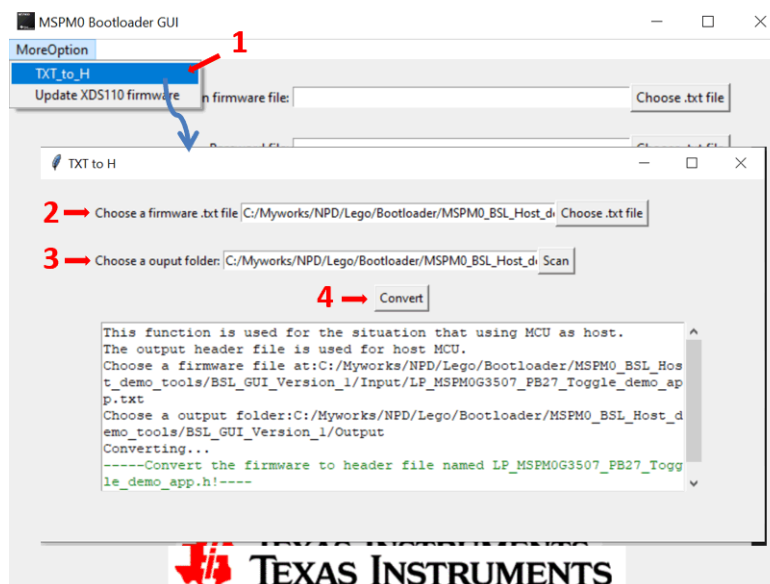 MSPM0 Bootloader GUI
MoreOption
1
TXT_to_H
Update XDS110 firmware
n firmware file:
Choose .txt file
TXT to H
2
Choose a firmware .txt file
C:/Myworks/NPD/Lego/Bootloader/MSPM0_BSL_Host_d
Choose .txt file
3
Choose a ouput folder:
C:/Myworks/NPD/Lego/Bootloader/MSPM0_BSL_Host_d
Scan
4
Convert
This function is used for the situation that using MCU as host.
The output header file is used for host MCU.
Choose a firmware file at:C:/Myworks/NPD/Lego/Bootloader/MSPM0_BSL_Hos
t_demo_tools/BSL_GUI_Version_1/Input/LP_MSPM0G3507_PB27_Toggle_demo_ap
p.txt
Choose a output folder:C:/Myworks/NPD/Lego/Bootloader/MSPM0_BSL_Host_d
emo_tools/BSL_GUI_Version_1/Output
Converting...
-----Convert the firmware to header file named LP_MSPM0G3507_PB27_Togg
le_demo_app.h!----
TEXAS INSTRUMENTS